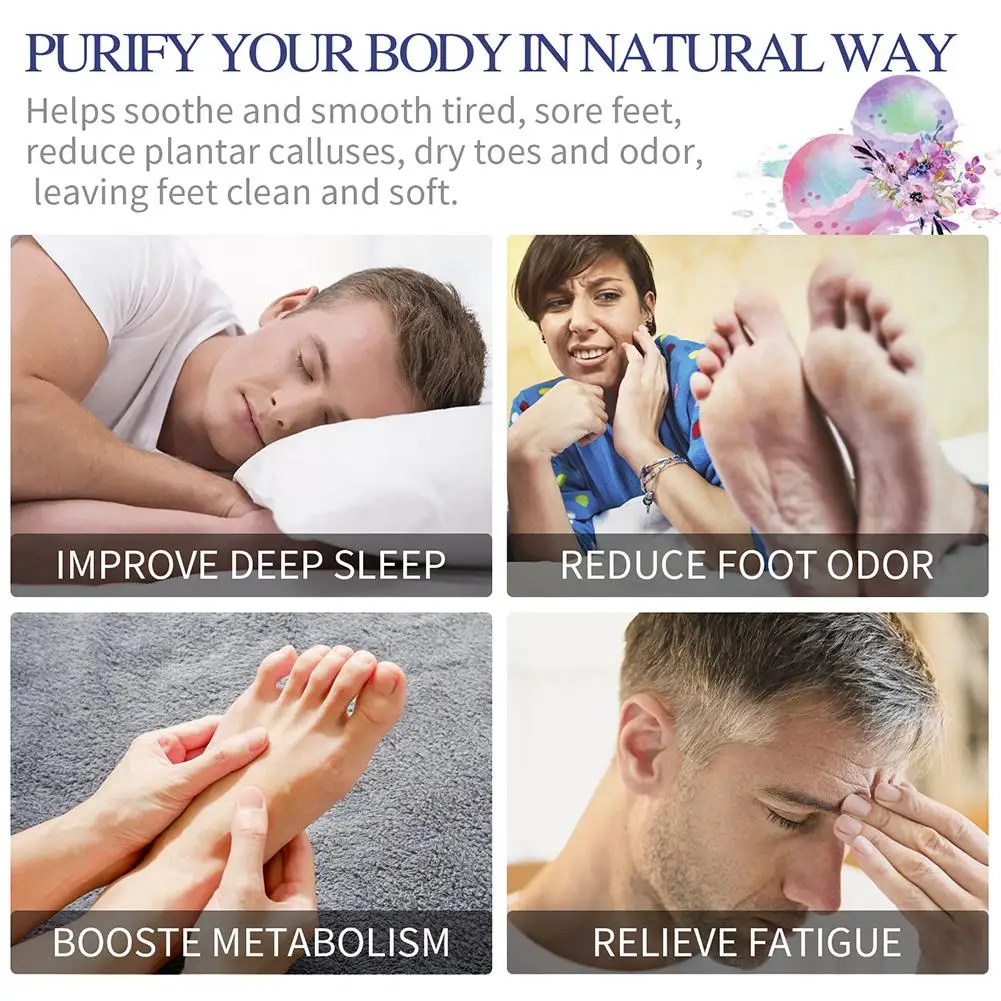 PURIFY YOUR BODY IN NATURAL WAY
Helps soothe and smooth tired, sore feet,
reduce plantar calluses, dry toes and odor,
leaving feet clean and soft.
IMPROVE DEEP SLEEP
REDUCE FOOT ODOR
BOOSTE METABOLISM
RELIEVE FATIGUE